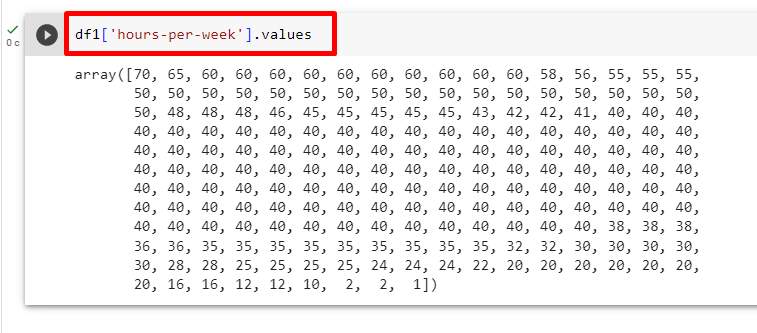 df1['hours-per-week'].values
0 с
array([70, 65, 60, 60, 60, 60, 60, 60, 60, 60, 60, 60, 58, 56, 55, 55, 55,
50, 50, 50, 50, 50, 50, 50, 50, 50, 50, 50, 50, 50, 50, 50, 50, 50,
50, 48, 48, 48, 46, 45, 45, 45, 45, 45, 43, 42, 42, 41, 40, 40, 40,
40, 40, 40, 40, 40, 40, 40, 40, 40, 40, 40, 40, 40, 40, 40, 40, 40,
40, 40, 40, 40, 40, 40, 40, 40, 40, 40, 40, 40, 40, 40, 40, 40, 40,
40, 40, 40, 40, 40, 40, 40, 40, 40, 40, 40, 40, 40, 40, 40, 40, 40,
40, 40, 40, 40, 40, 40, 40, 40, 40, 40, 40, 40, 40, 40, 40, 40, 40,
40, 40, 40, 40, 40, 40, 40, 40, 40, 40, 40, 40, 40, 40, 40, 40, 40,
40, 40, 40, 40, 40, 40, 40, 40, 40, 40, 40, 40, 40, 40, 38, 38, 38,
36, 36, 35, 35, 35, 35, 35, 35, 35, 35, 35, 32, 32, 30, 30, 30, 30,
30, 28, 28, 25, 25, 25, 25, 24, 24, 24, 22, 20, 20, 20, 20, 20, 20,
20, 16, 16, 12, 12, 10, 2, 2, 1])